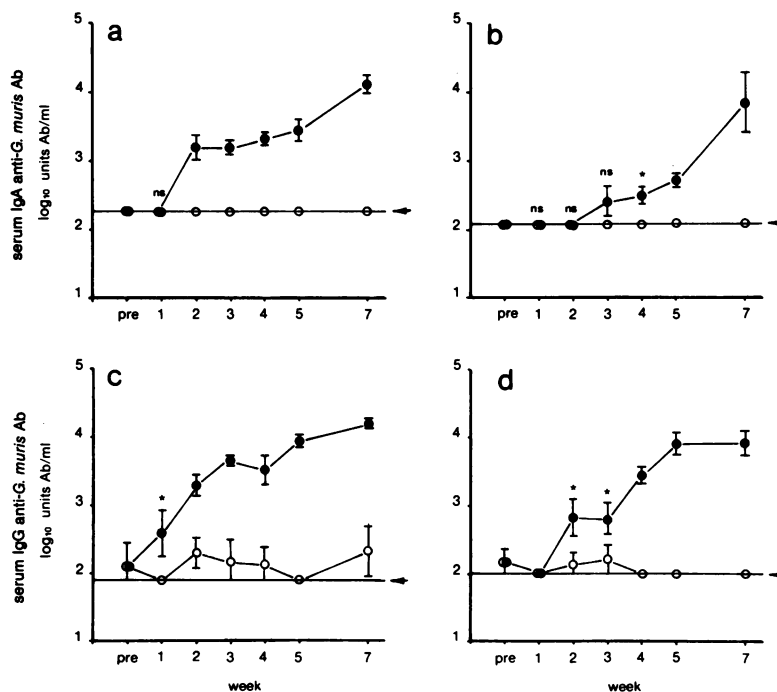 a
b
serum IgA anti-G. muris Ab
log₁₀ units Ab/ml
5
4
3
2
1
ns
pre 1 2 3 4 5 7
5
4
3
2
1
ns ns ns *
pre 1 2 3 4 5 7
c
d
serum IgG anti-G. muris Ab
log₁₀ units Ab/ml
5
4
3
2
1
*
pre 1 2 3 4 5 7
week
5
4
3
2
1
* *
pre 1 2 3 4 5 7
week